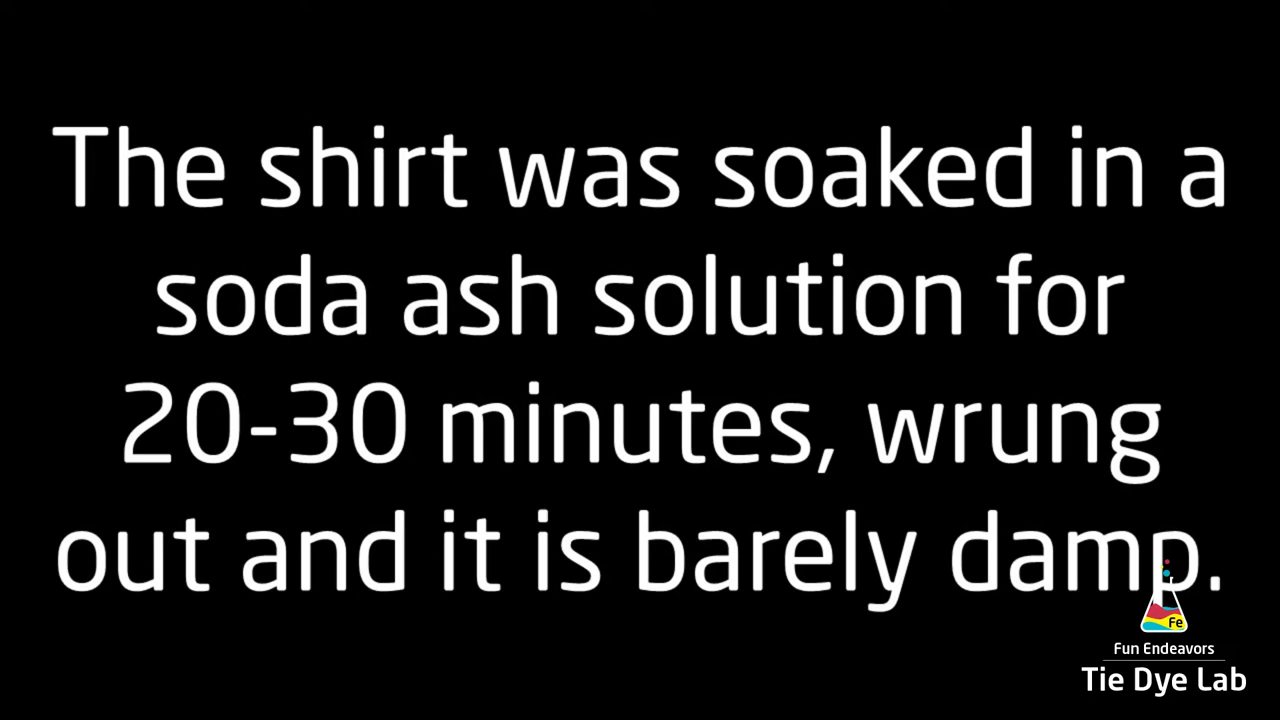 The shirt was soaked in a
soda ash solution for
20-30 minutes, wrung
out and it is barely damp.
Fe
Fun Endeavors
Tie Dye Lab